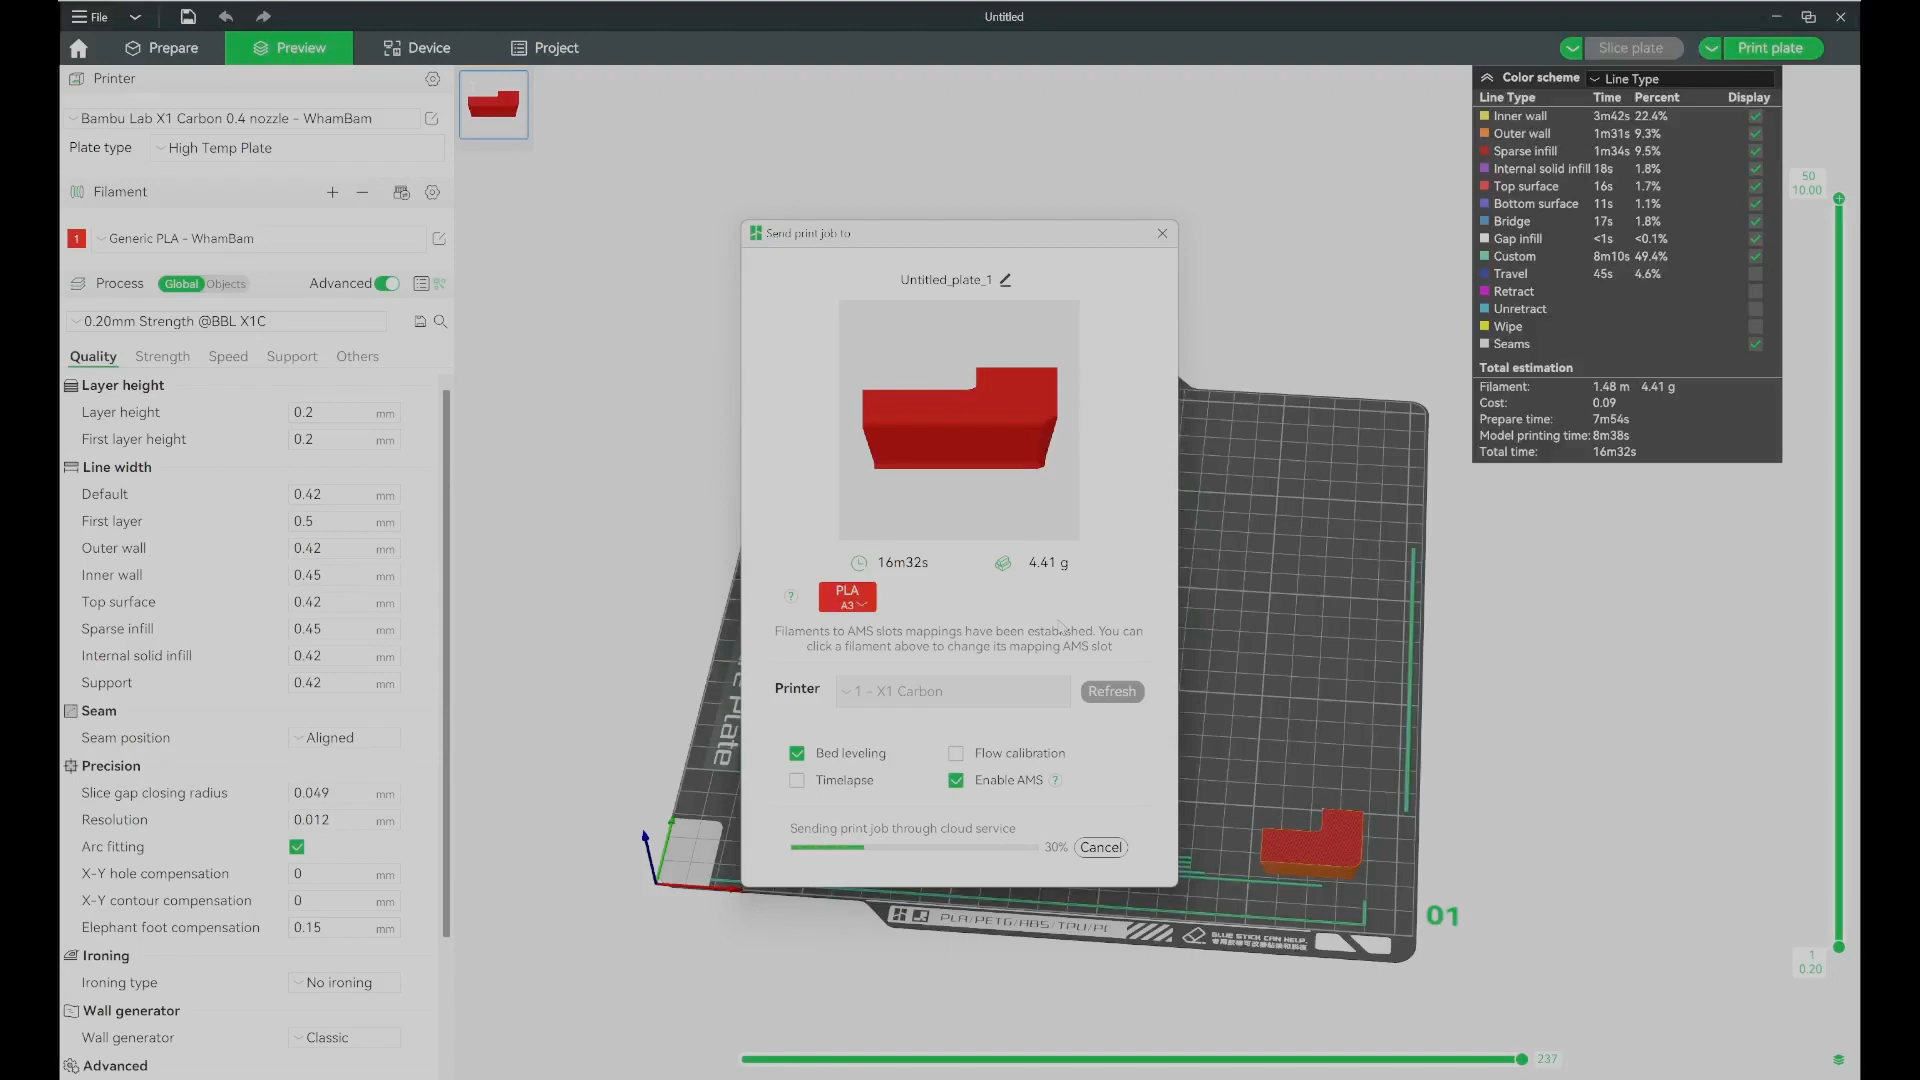 File
Untitled
Prepare
Preview
Device
Project
Slice plate
Print plate
Printer
Bambu Lab X1 Carbon 0.4 nozzle - WhamBam
Plate type
High Temp Plate
Filament
1
Generic PLA - WhamBam
Process
Global
Objects
Advanced
0.20mm Strength @BBL X1C
Quality
Strength
Speed
Support
Others
Layer height
Layer height 0.2 mm
First layer height 0.2 mm
Line width
Default 0.42 mm
First layer 0.5 mm
Outer wall 0.42 mm
Inner wall 0.45 mm
Top surface 0.42 mm
Sparse infill 0.45 mm
Internal solid infill 0.42 mm
Support 0.42 mm
Seam
Seam position Aligned
Precision
Slice gap closing radius 0.049 mm
Resolution 0.012 mm
Arc fitting
X-Y hole compensation 0 mm
X-Y contour compensation 0 mm
Elephant foot compensation 0.15 mm
Ironing
Ironing type No ironing
Wall generator
Wall generator Classic
Advanced
Send print job to
Untitled_plate_1
16m32s
4.41 g
?
PLA
A3
Filaments to AMS slots mappings have been established. You can
click a filament above to change its mapping AMS slot
Printer
1 - X1 Carbon
Refresh
Bed leveling
Flow calibration
Timelapse
Enable AMS ?
Sending print job through cloud service
30%
Cancel
Plate
PLA/PETG/ABS/TPU/PC
GLUE STICK CAN HELP.
01
237
Color scheme Line Type
Line Type Time Percent Display
Inner wall 3m42s 22.4%
Outer wall 1m31s 9.3%
Sparse infill 1m34s 9.5%
Internal solid infill 18s 1.8%
Top surface 16s 1.7%
Bottom surface 11s 1.1%
Bridge 17s 1.8%
Gap infill <1s <0.1%
Custom 8m10s 49.4%
Travel 45s 4.6%
Retract
Unretract
Wipe
Seams
Total estimation
Filament: 1.48 m 4.41 g
Cost: 0.09
Prepare time: 7m54s
Model printing time: 8m38s
Total time: 16m32s
50
10.00
1
0.20